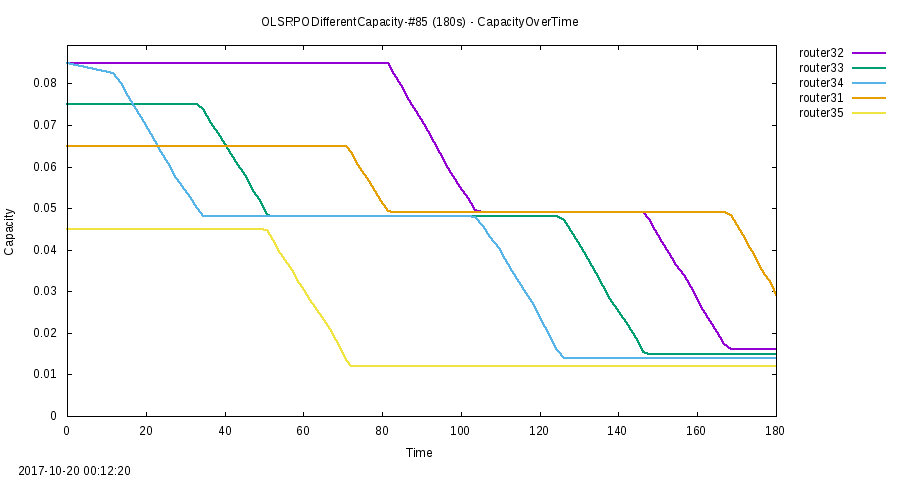 OLSRPODifferentCapacity-#85 (180s) - CapacityOverTime
router32
router33
router34
router31
router35
0.08
0.07
0.06
0.05
0.04
0.03
0.02
0.01
0
Capacity
0 20 40 60 80 100 120 140 160 180
Time
2017-10-20 00:12:20